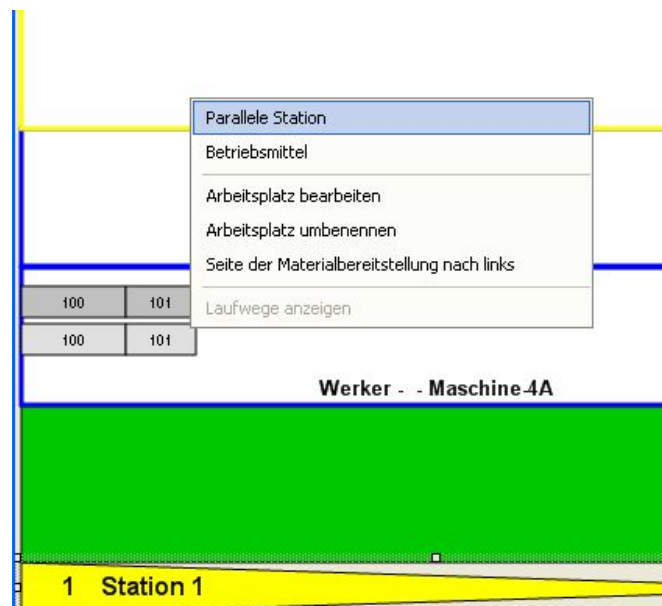 Parallele Station
Betriebsmittel
Arbeitsplatz bearbeiten
Arbeitsplatz umbenennen
Seite der Materialbereitstellung nach links
Laufwege anzeigen
100 101
100 101
Werker - - Maschine-4A
1 Station 1